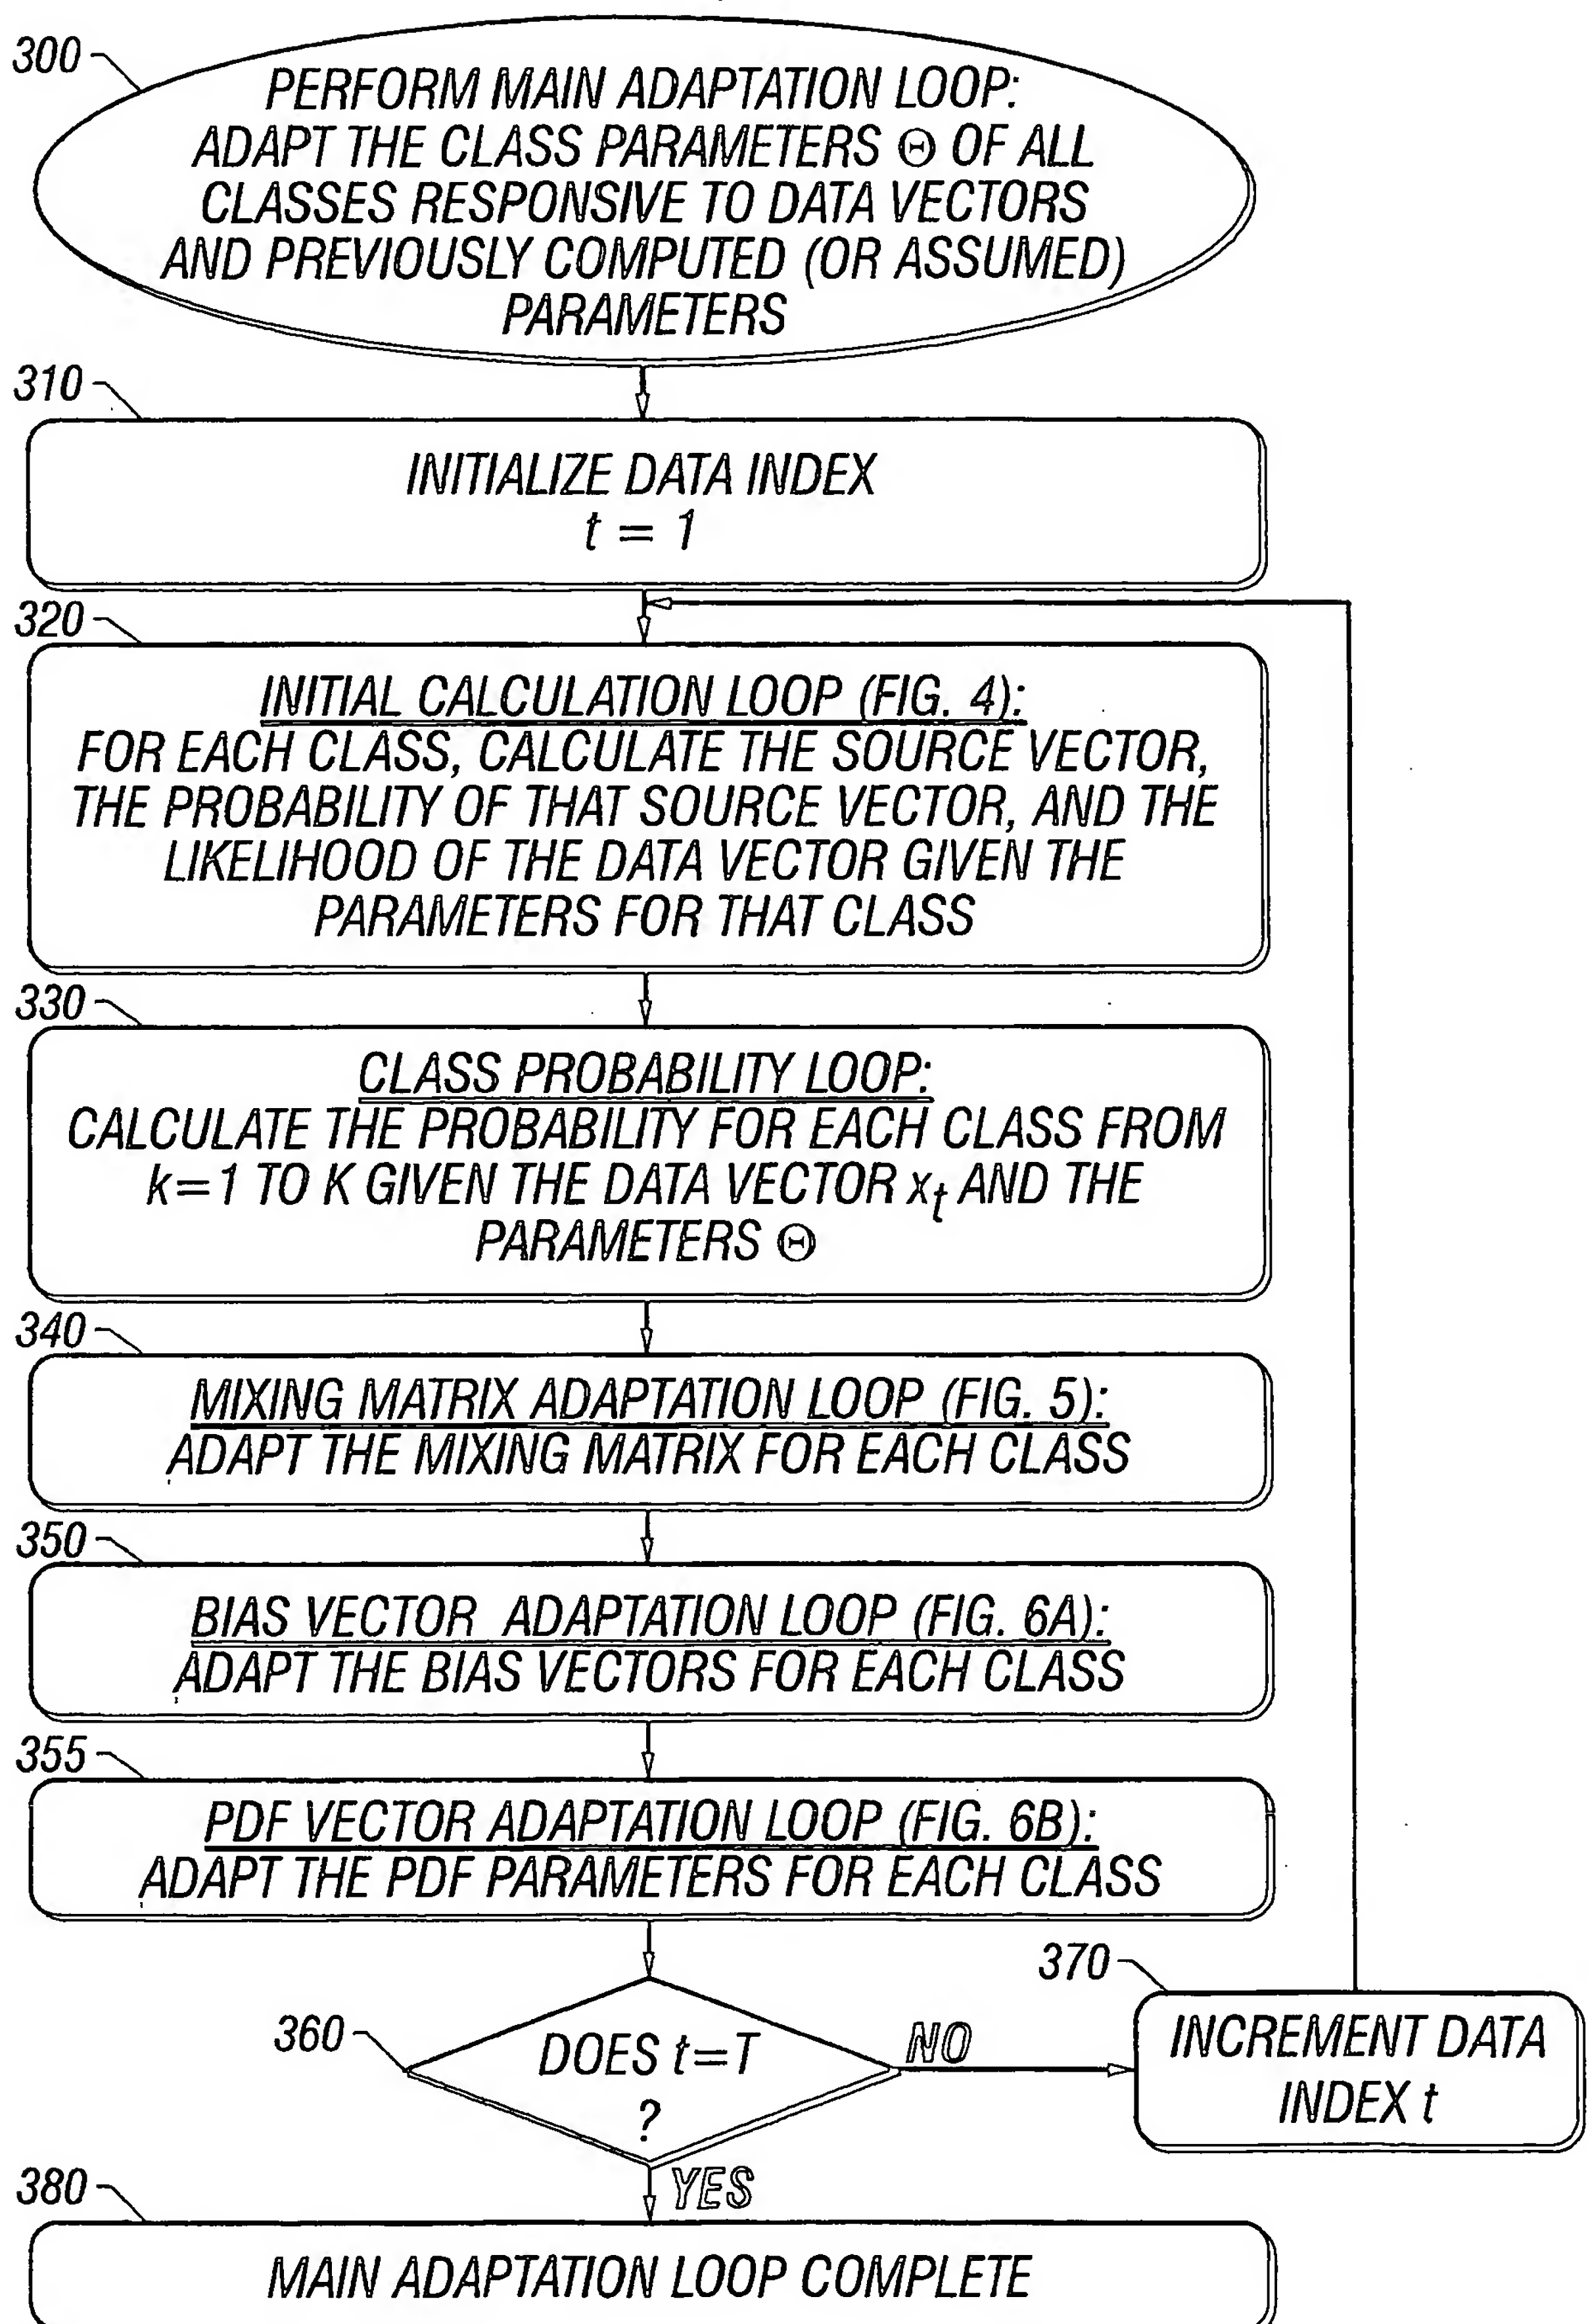 300
PERFORM MAIN ADAPTATION LOOP:
ADAPT THE CLASS PARAMETERS Θ OF ALL
CLASSES RESPONSIVE TO DATA VECTORS
AND PREVIOUSLY COMPUTED (OR ASSUMED)
PARAMETERS
310
INITIALIZE DATA INDEX
t = 1
320
INITIAL CALCULATION LOOP (FIG. 4):
FOR EACH CLASS, CALCULATE THE SOURCE VECTOR,
THE PROBABILITY OF THAT SOURCE VECTOR, AND THE
LIKELIHOOD OF THE DATA VECTOR GIVEN THE
PARAMETERS FOR THAT CLASS
330
CLASS PROBABILITY LOOP:
CALCULATE THE PROBABILITY FOR EACH CLASS FROM
k=1 TO K GIVEN THE DATA VECTOR xt AND THE
PARAMETERS Θ
340
MIXING MATRIX ADAPTATION LOOP (FIG. 5):
ADAPT THE MIXING MATRIX FOR EACH CLASS
350
BIAS VECTOR ADAPTATION LOOP (FIG. 6A):
ADAPT THE BIAS VECTORS FOR EACH CLASS
355
PDF VECTOR ADAPTATION LOOP (FIG. 6B):
ADAPT THE PDF PARAMETERS FOR EACH CLASS
360
DOES t=T
?
NO
370
INCREMENT DATA
INDEX t
YES
380
MAIN ADAPTATION LOOP COMPLETE